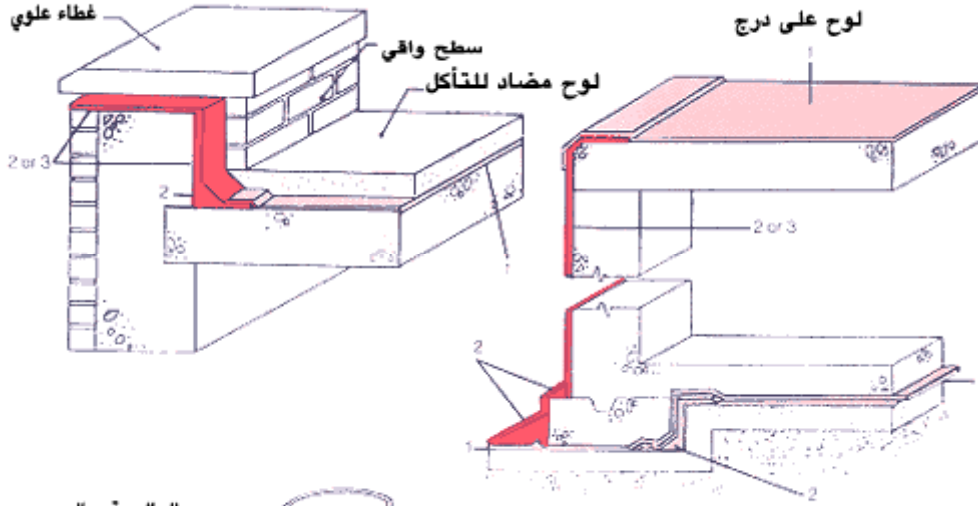 غطاء علوي
سطح واقي
لوح مضاد للتأكل
2 or 3
2
1
لوح على درج
1
2 or 3
2
1
2